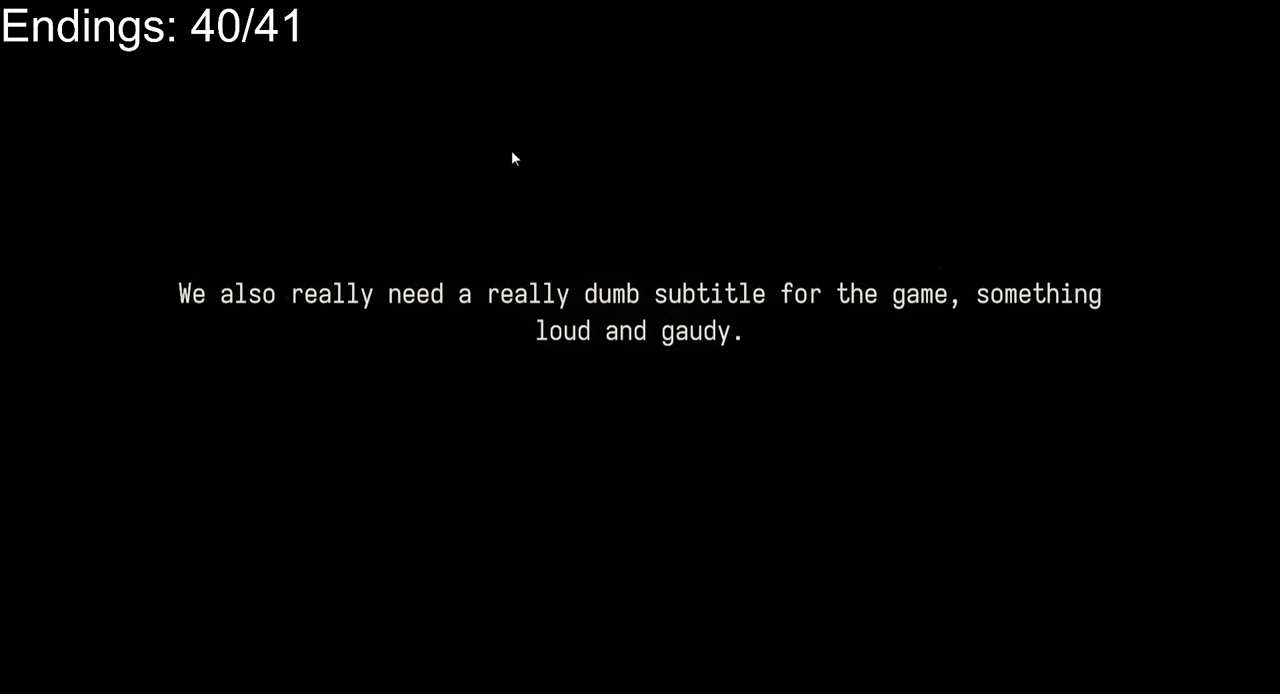 Endings: 40/41
We also really need a really dumb subtitle for the game, something
loud and gaudy.